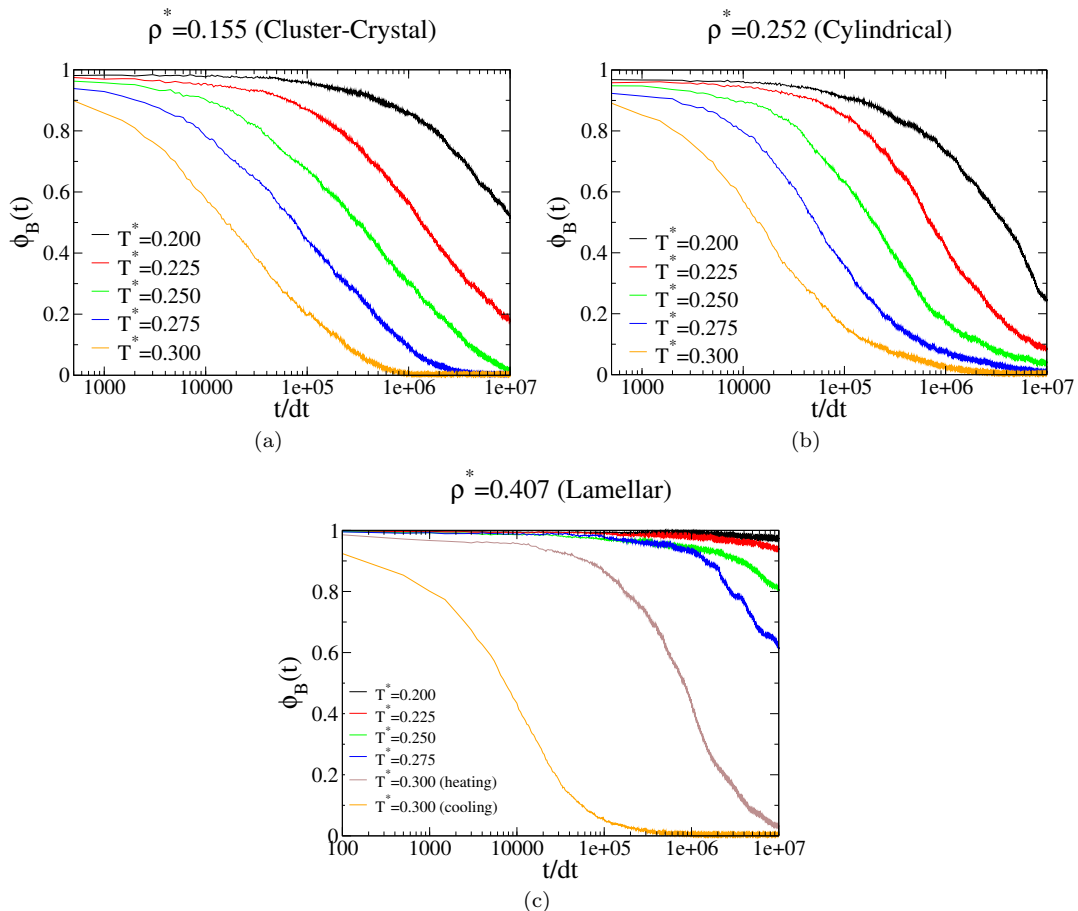 ρ*=0.155 (Cluster-Crystal)
1
0.8
0.6
0.4
0.2
0
ϕ_B(t)
T*=0.200
T*=0.225
T*=0.250
T*=0.275
T*=0.300
1000 10000 1e+05 1e+06 1e+07
t/dt
(a)
ρ*=0.252 (Cylindrical)
1
0.8
0.6
0.4
0.2
0
ϕ_B(t)
T*=0.200
T*=0.225
T*=0.250
T*=0.275
T*=0.300
1000 10000 1e+05 1e+06 1e+07
t/dt
(b)
ρ*=0.407 (Lamellar)
1
0.8
0.6
0.4
0.2
0
ϕ_B(t)
T*=0.200
T*=0.225
T*=0.250
T*=0.275
T*=0.300 (heating)
T*=0.300 (cooling)
100 1000 10000 1e+05 1e+06 1e+07
t/dt
(c)